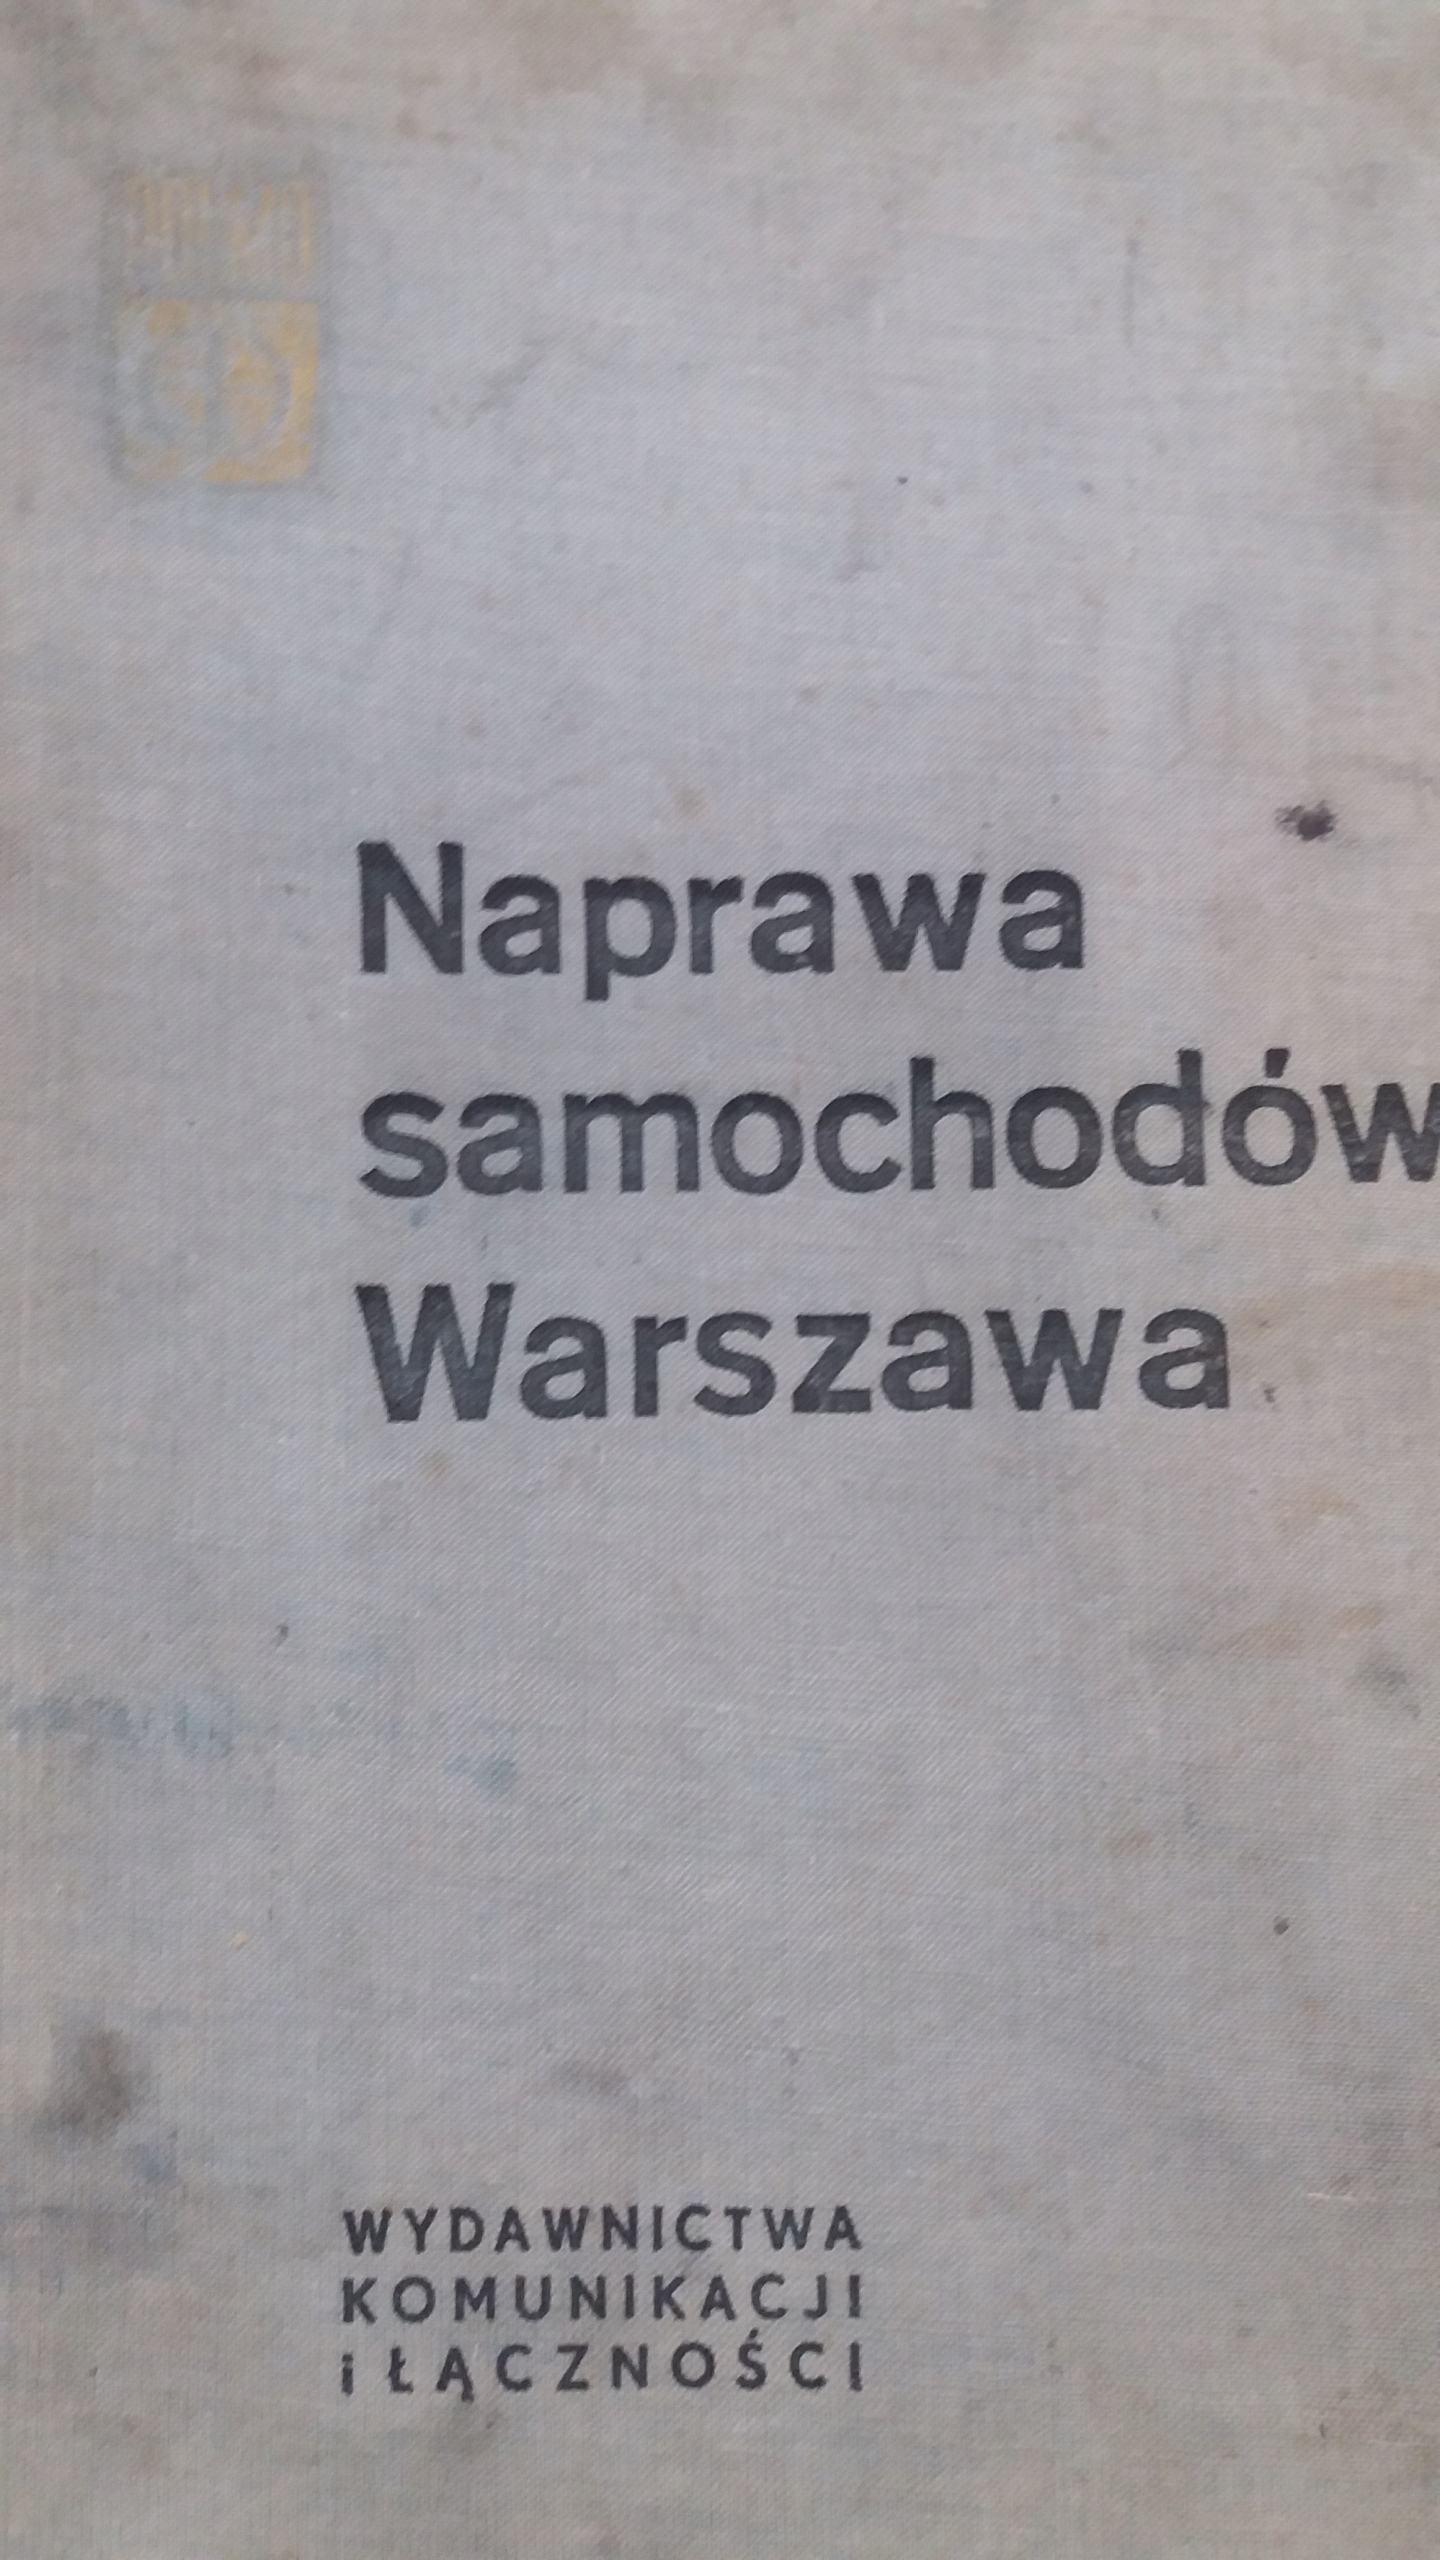 Naprawa
samochodów
Warszawa
WYDAWNICTWA
KOMUNIKACJI
i ŁĄCZNOŚCI